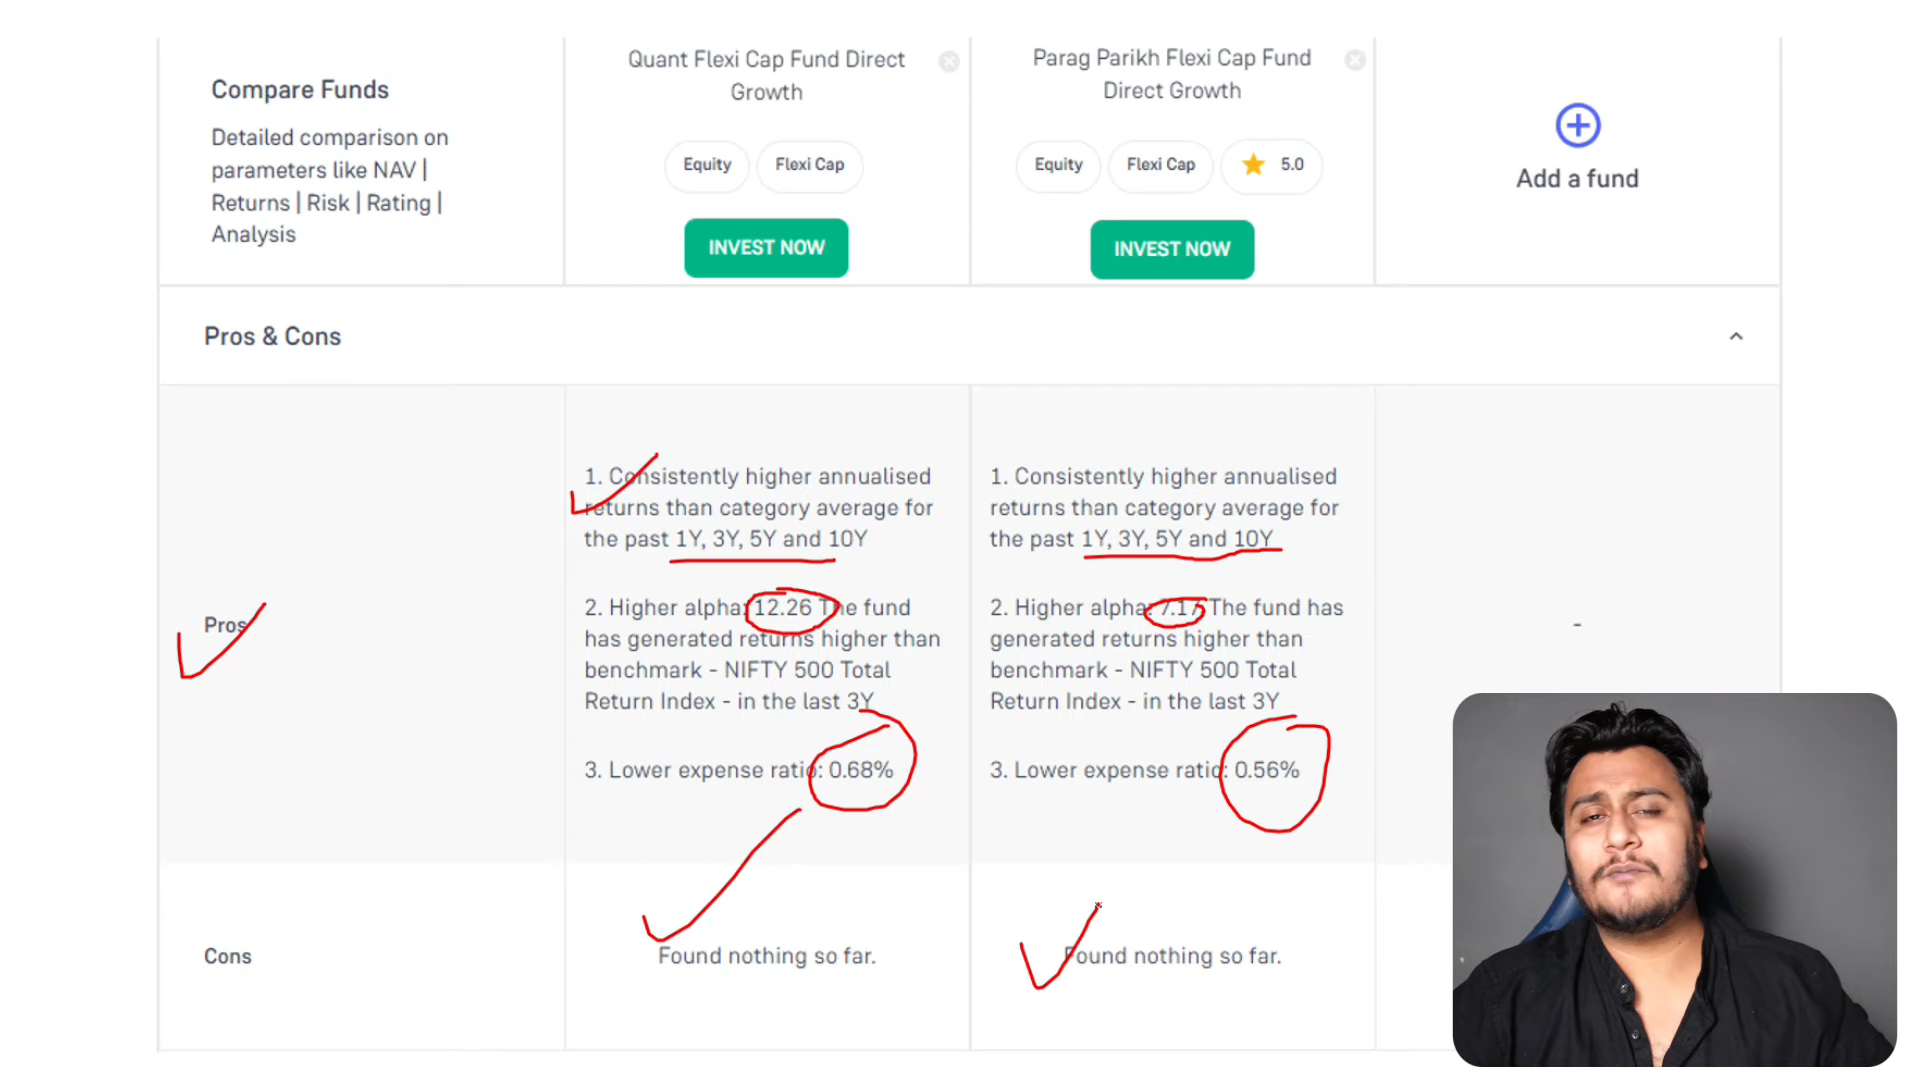 Compare Funds
Detailed comparison on
parameters like NAV |
Returns | Risk | Rating |
Analysis
Quant Flexi Cap Fund Direct
Growth
Equity
Flexi Cap
INVEST NOW
Parag Parikh Flexi Cap Fund
Direct Growth
Equity
Flexi Cap
5.0
INVEST NOW
Add a fund
Pros & Cons
Pros
1. Consistently higher annualised
returns than category average for
the past 1Y, 3Y, 5Y and 10Y
2. Higher alpha: 12.26 The fund
has generated returns higher than
benchmark - NIFTY 500 Total
Return Index - in the last 3Y
3. Lower expense ratio: 0.68%
1. Consistently higher annualised
returns than category average for
the past 1Y, 3Y, 5Y and 10Y
2. Higher alpha: 7.17 The fund has
generated returns higher than
benchmark - NIFTY 500 Total
Return Index - in the last 3Y
3. Lower expense ratio: 0.56%
-
Cons
Found nothing so far.
Found nothing so far.